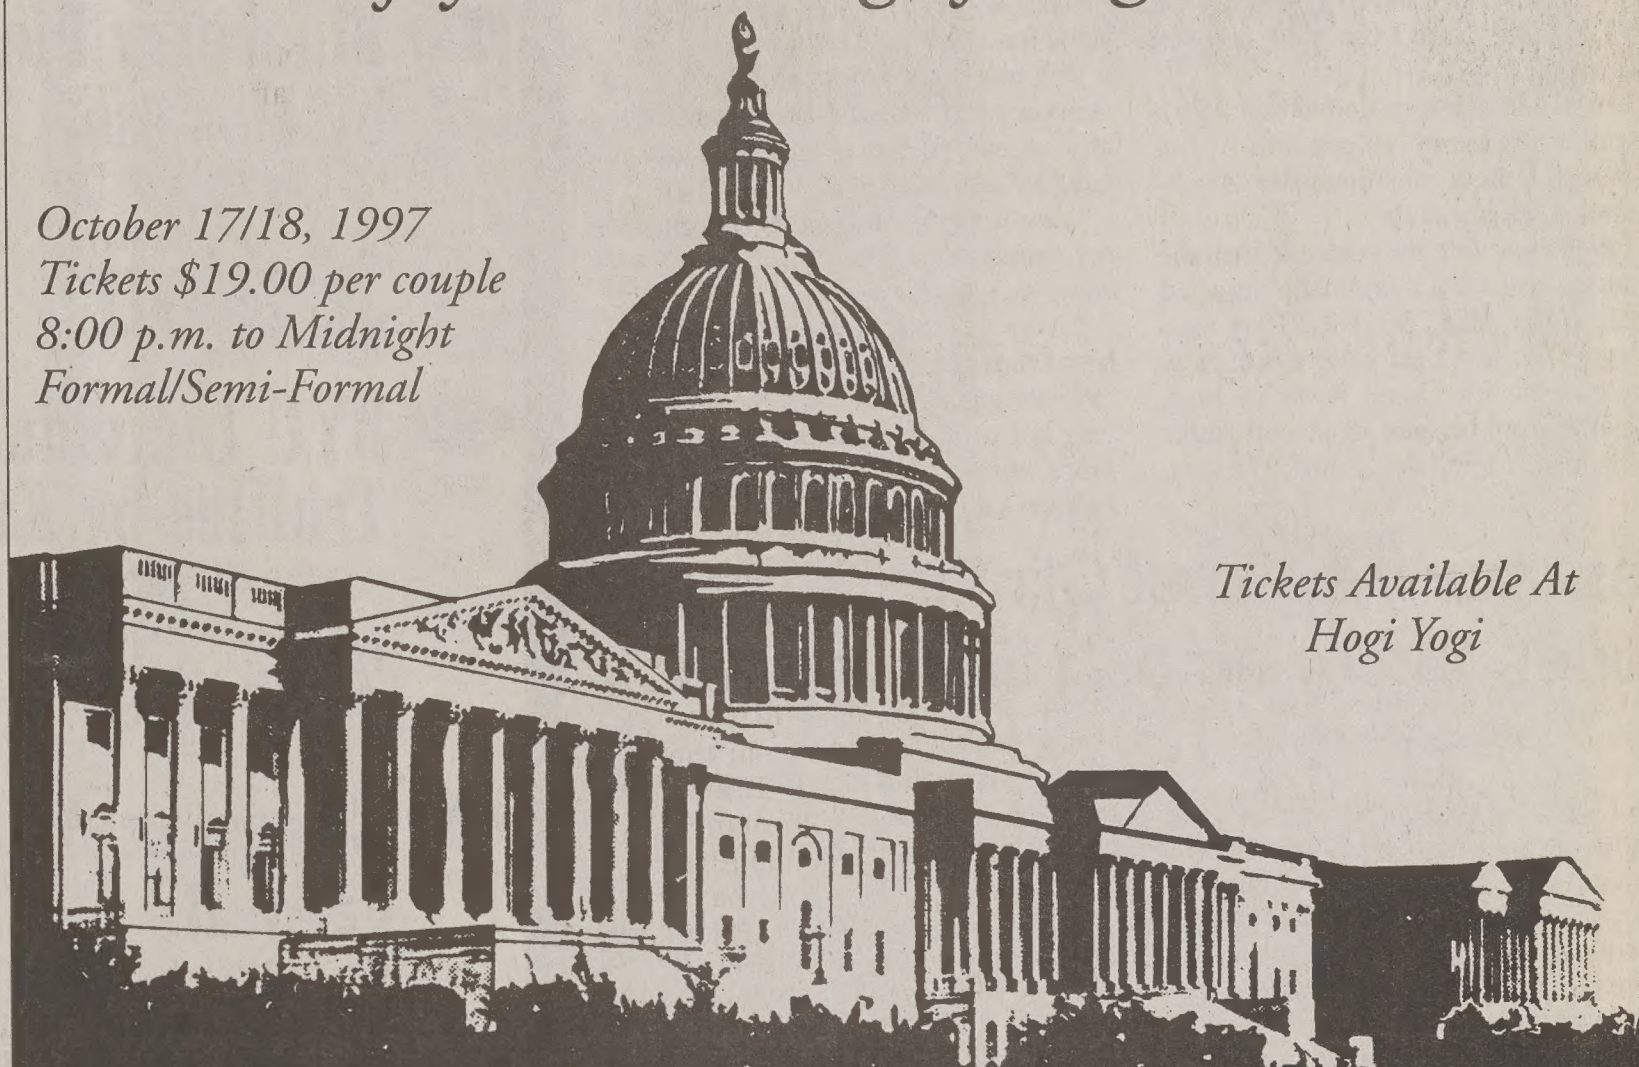 October 17/18, 1997
Tickets $19.00 per couple
8:00 p.m. to Midnight
Formal/Semi-Formal
Tickets Available At
Hogi Yogi